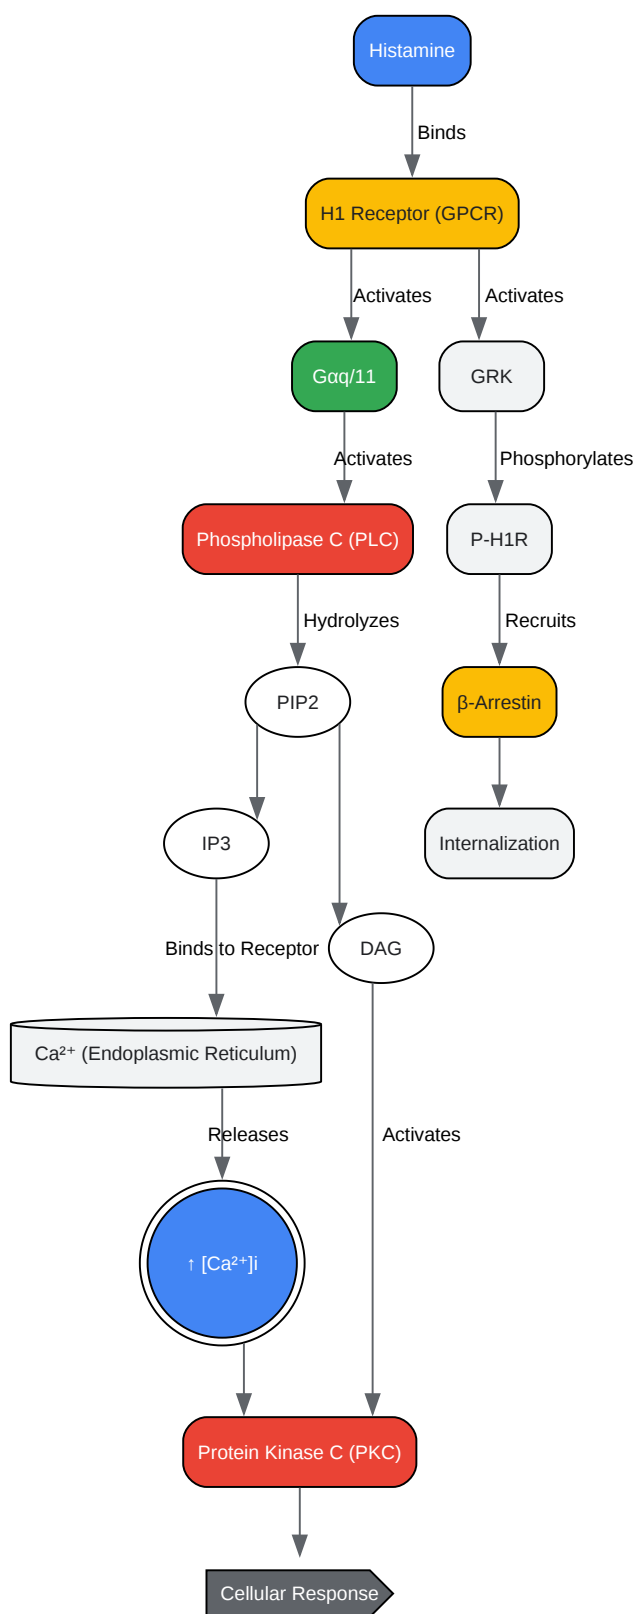 Histamine
Binds
H1 Receptor (GPCR)
Activates
Activates
Gαq/11
GRK
Activates
Phosphorylates
Phospholipase C (PLC)
P-H1R
Hydrolyzes
Recruits
PIP2
β-Arrestin
IP3
Internalization
Binds to Receptor
DAG
Ca²⁺ (Endoplasmic Reticulum)
Releases
Activates
↑ [Ca²⁺]i
Protein Kinase C (PKC)
Cellular Response